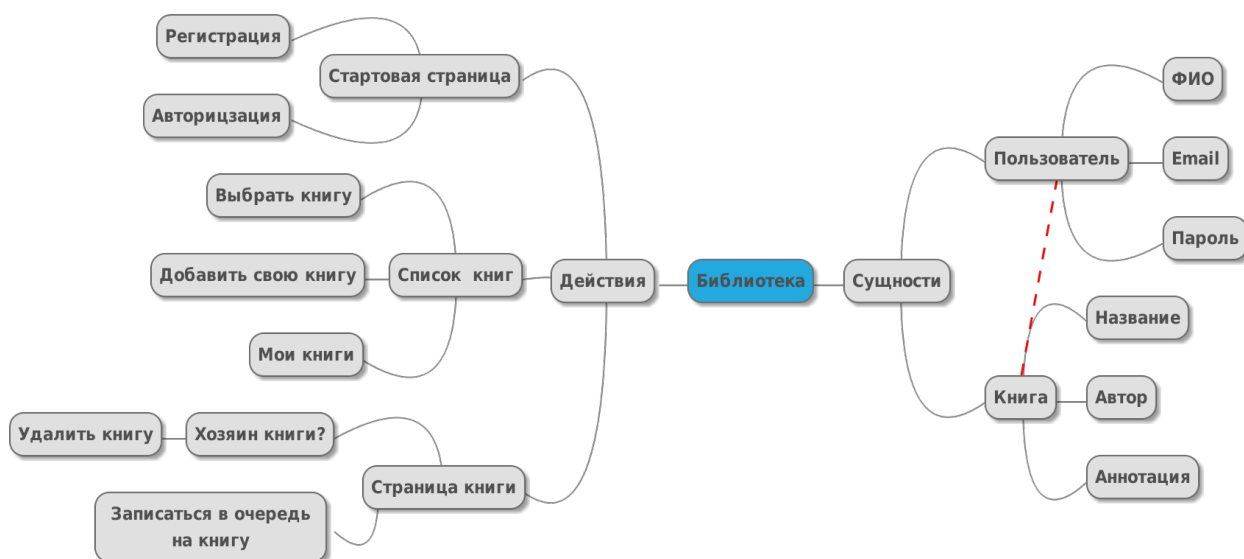 Регистрация
Стартовая страница
Авторицзация
Выбрать книгу
Добавить свою книгу
Список книг
Мои книги
Действия
Удалить книгу
Хозяин книги?
Страница книги
Записаться в очередь
на книгу
Библиотека
Сущности
Пользователь
ФИО
Email
Пароль
Книга
Название
Автор
Аннотация